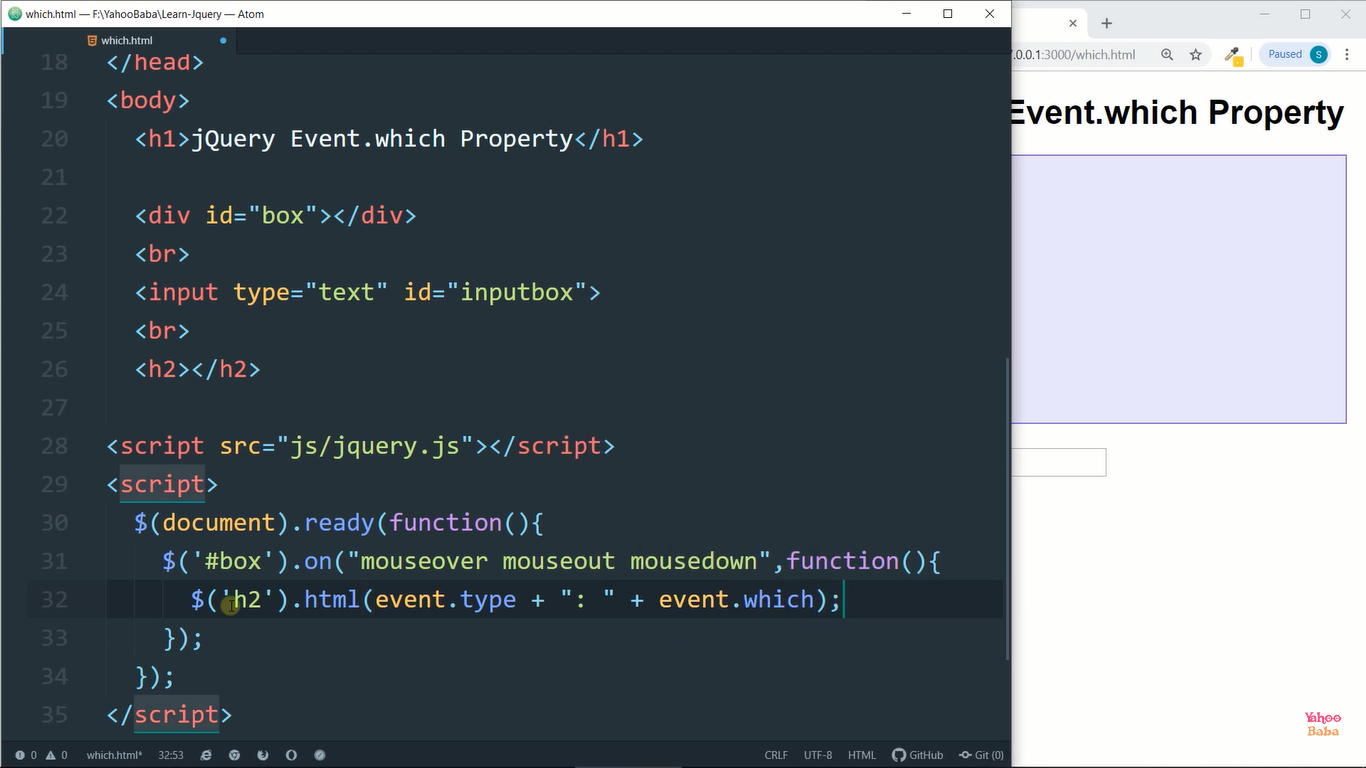 which.html — F:\YahooBaba\Learn-Jquery — Atom
which.html
.0.0.1:3000/which.html
Paused S
18 </head>
19 <body>
20 <h1>jQuery Event.which Property</h1>
21
22 <div id="box"></div>
23 <br>
24 <input type="text" id="inputbox">
25 <br>
26 <h2></h2>
27
28 <script src="js/jquery.js"></script>
29 <script>
30 $(document).ready(function(){
31 $('#box').on("mouseover mouseout mousedown",function(){
32 $('h2').html(event.type + ": " + event.which);
33 });
34 });
35 </script>
Event.which Property
0 0 which.html* 32:53 CRLF UTF-8 HTML GitHub Git (0)
Yahoo
Baba